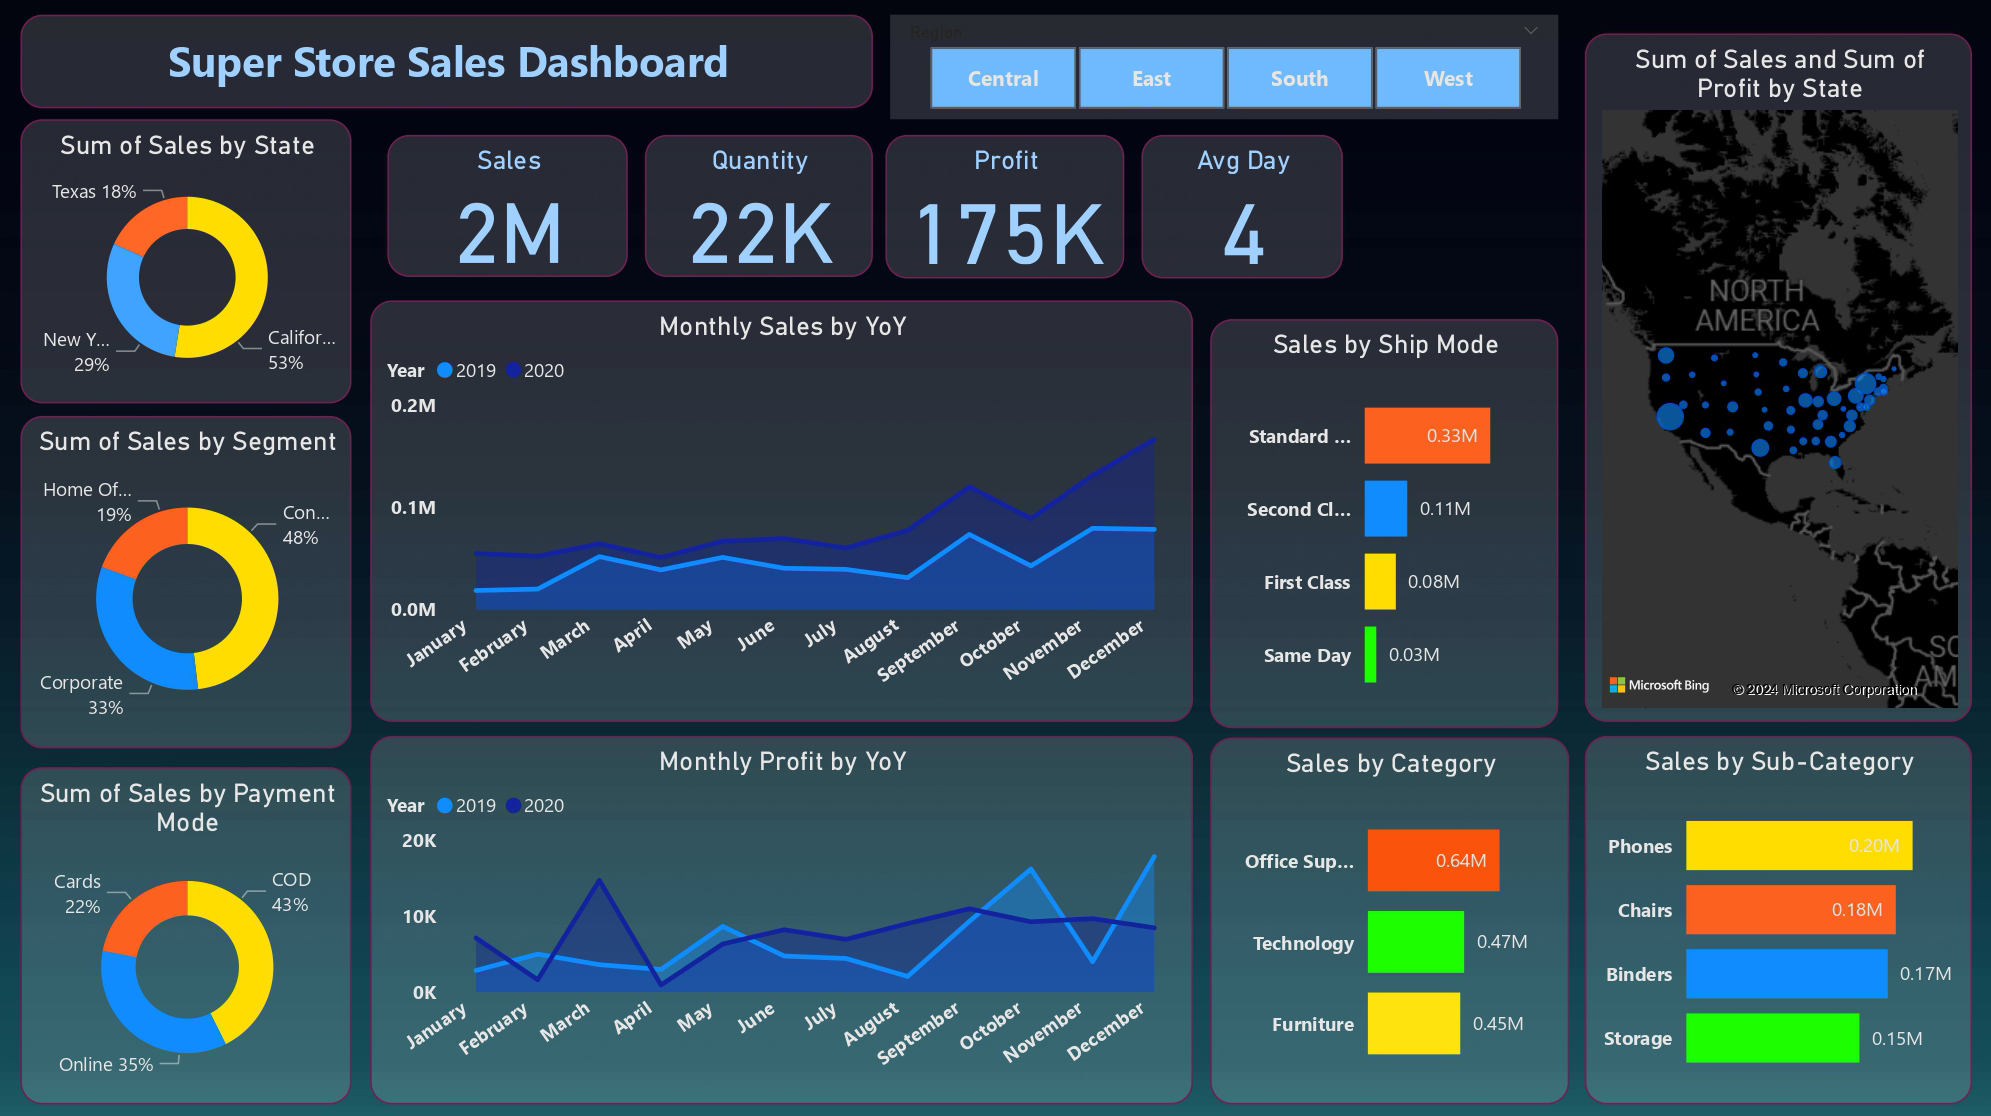 Super Store Sales Dashboard
Region
Central
East
South
West
Sum of Sales by State
Texas 18%
New Y...
29%
Califor...
53%
Sales
2M
Quantity
22K
Profit
175K
Avg Day
4
Sum of Sales and Sum of
Profit by State
NORTH
AMERICA
SO
AM
Microsoft Bing
© 2024 Microsoft Corporation
Sum of Sales by Segment
Home Of...
19%
Con...
48%
Corporate
33%
Monthly Sales by YoY
Year 2019 2020
0.2M
0.1M
0.0M
January
February
March
April
May
June
July
August
September
October
November
December
Sales by Ship Mode
Standard ... 0.33M
Second Cl... 0.11M
First Class 0.08M
Same Day 0.03M
Sum of Sales by Payment
Mode
Cards
22%
COD
43%
Online 35%
Monthly Profit by YoY
Year 2019 2020
20K
10K
0K
January
February
March
April
May
June
July
August
September
October
November
December
Sales by Category
Office Sup... 0.64M
Technology 0.47M
Furniture 0.45M
Sales by Sub-Category
Phones 0.20M
Chairs 0.18M
Binders 0.17M
Storage 0.15M